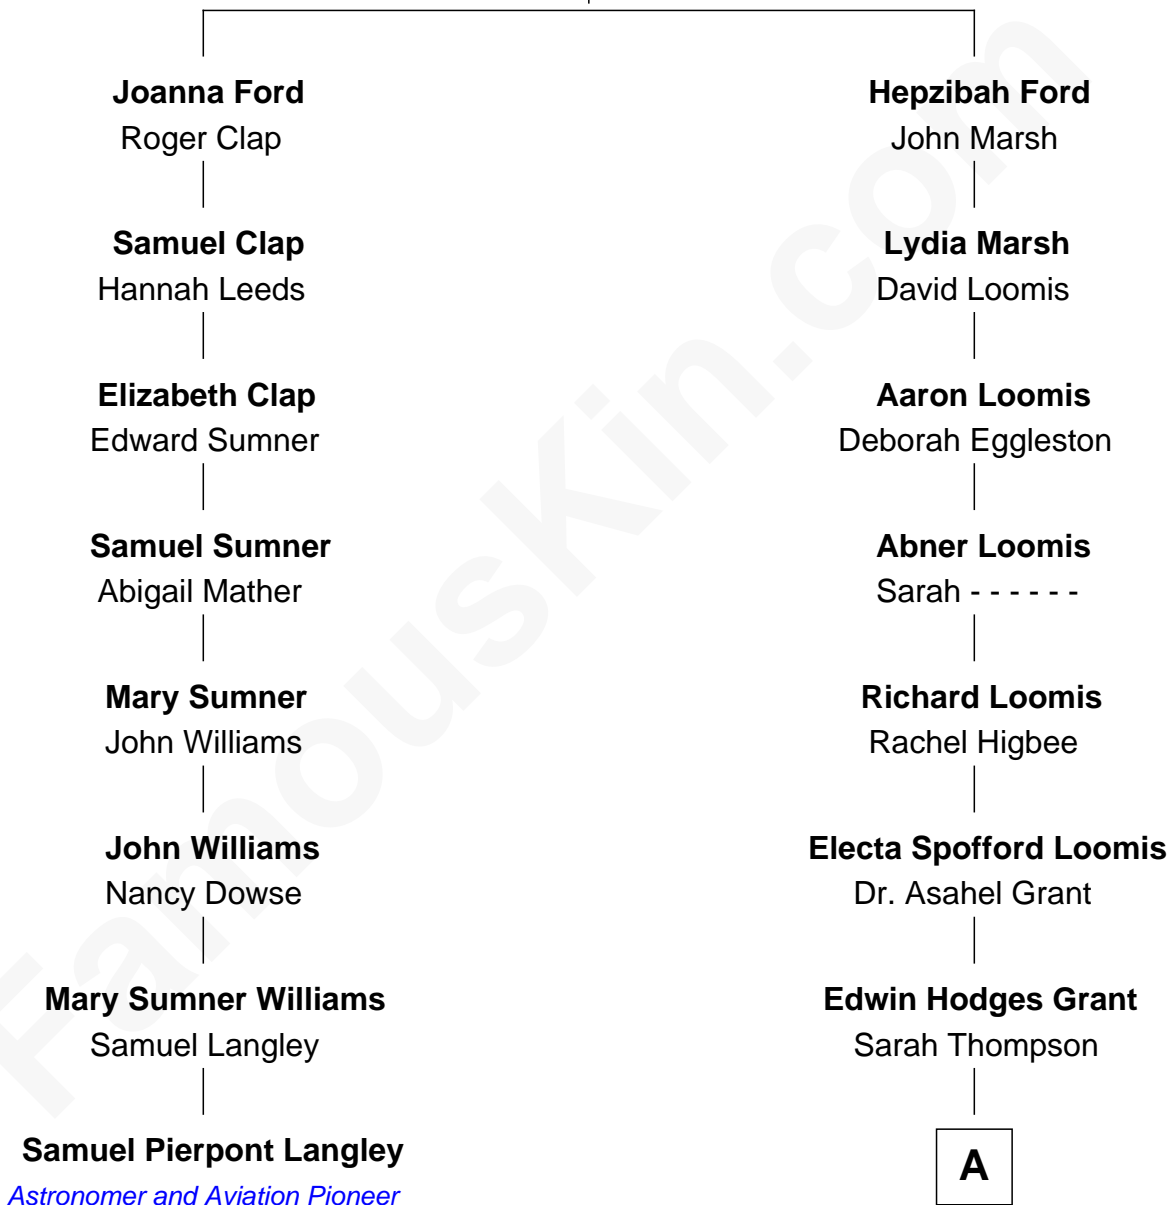 Joanna Ford
Roger Clap
Hepzibah Ford
John Marsh
Samuel Clap
Hannah Leeds
Lydia Marsh
David Loomis
Elizabeth Clap
Edward Sumner
Aaron Loomis
Deborah Eggleston
Samuel Sumner
Abigail Mather
Abner Loomis
Sarah - - - - - -
Mary Sumner
John Williams
Richard Loomis
Rachel Higbee
John Williams
Nancy Dowse
Electa Spofford Loomis
Dr. Asahel Grant
Mary Sumner Williams
Samuel Langley
Edwin Hodges Grant
Sarah Thompson
Samuel Pierpont Langley
Astronomer and Aviation Pioneer
A
FamousKin.com